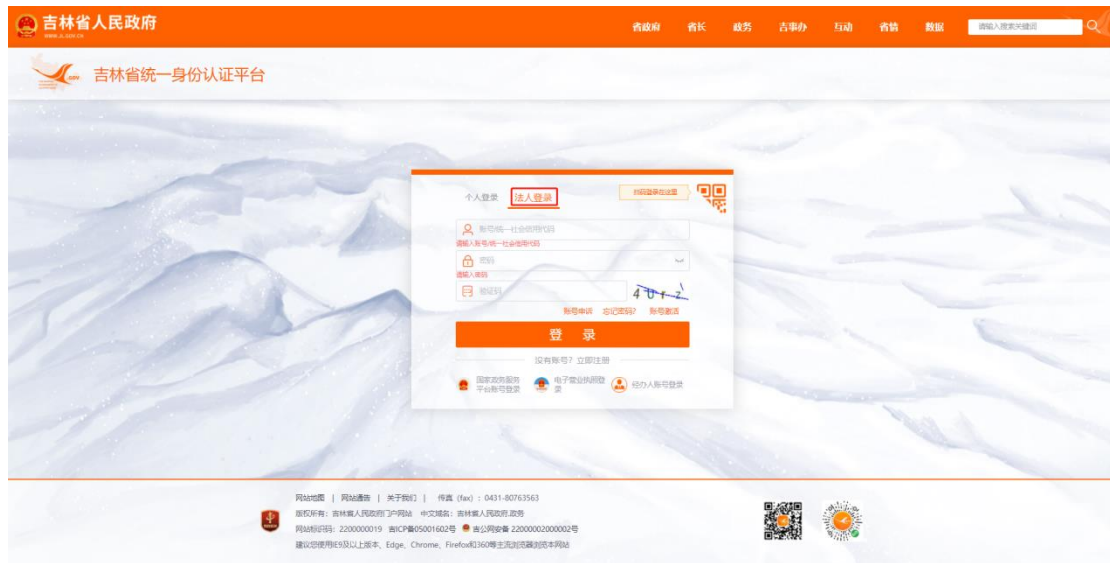 吉林省人民政府
WWW.JL.GOV.CN
省政府 省长 政务 吉事办 互动 省情 数据 请输入搜索关键词
GOV 吉林省统一身份认证平台
个人登录 法人登录 扫码登录在这里
账号/统一社会信用代码
请输入账号/统一社会信用代码
密码
请输入密码
验证码
账号申诉 忘记密码? 账号激活
登 录
没有账号? 立即注册
国家政务服务平台账号登录 电子营业执照登录 经办人账号登录
网站地图 | 网站通告 | 关于我们 | 传真 (fax) : 0431-80763563
版权所有: 吉林省人民政府门户网站 中文域名: 吉林省人民政府.政务
网站标识码: 2200000019 吉ICP备05001602号 吉公网安备 22000002000002号
建议您使用IE9及以上版本、Edge、Chrome、Firefox和360等主流浏览器浏览本网站